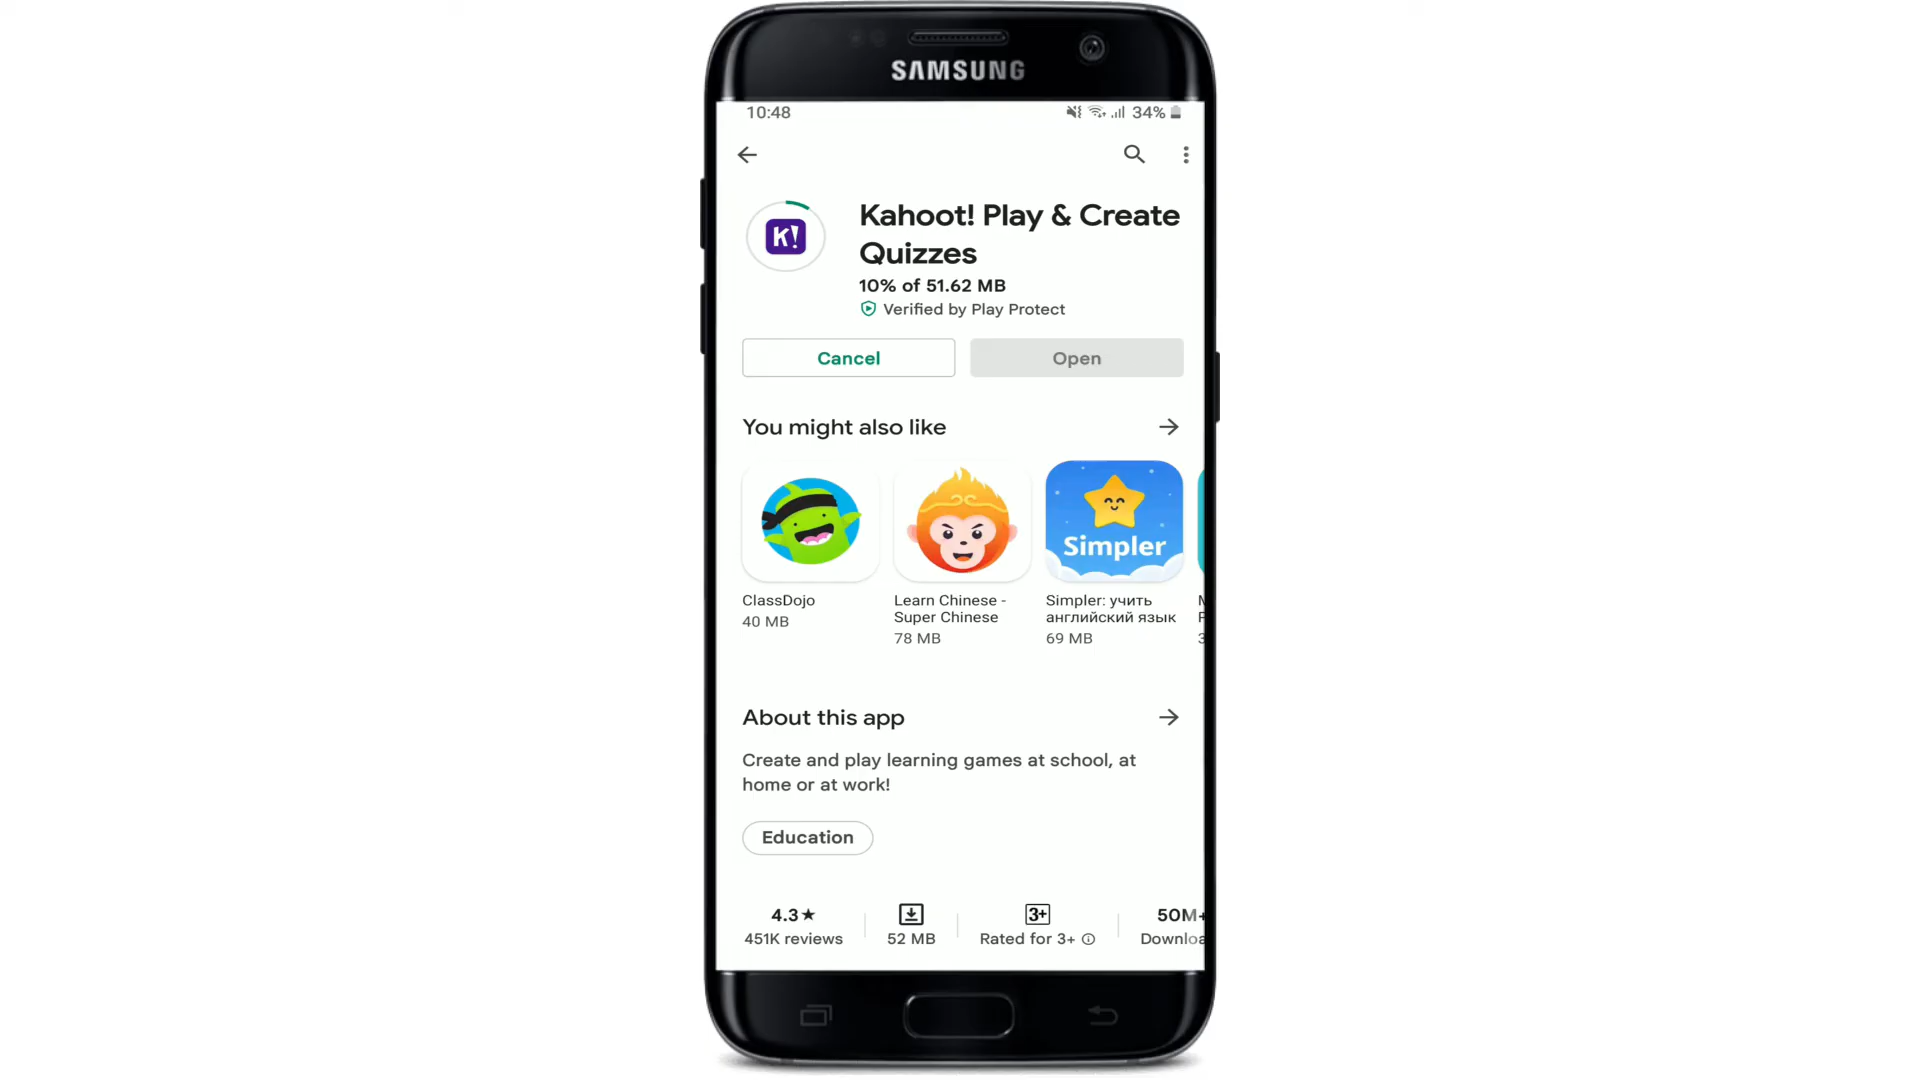 SAMSUNG
10:48
34%
K!
Kahoot! Play & Create
Quizzes
10% of 51.62 MB
Verified by Play Protect
Cancel
Open
You might also like
Simpler
ClassDojo
40 MB
Learn Chinese -
Super Chinese
78 MB
Simpler: учить
английский язык
69 MB
About this app
Create and play learning games at school, at
home or at work!
Education
4.3★
451K reviews
52 MB
3+
Rated for 3+
50M+